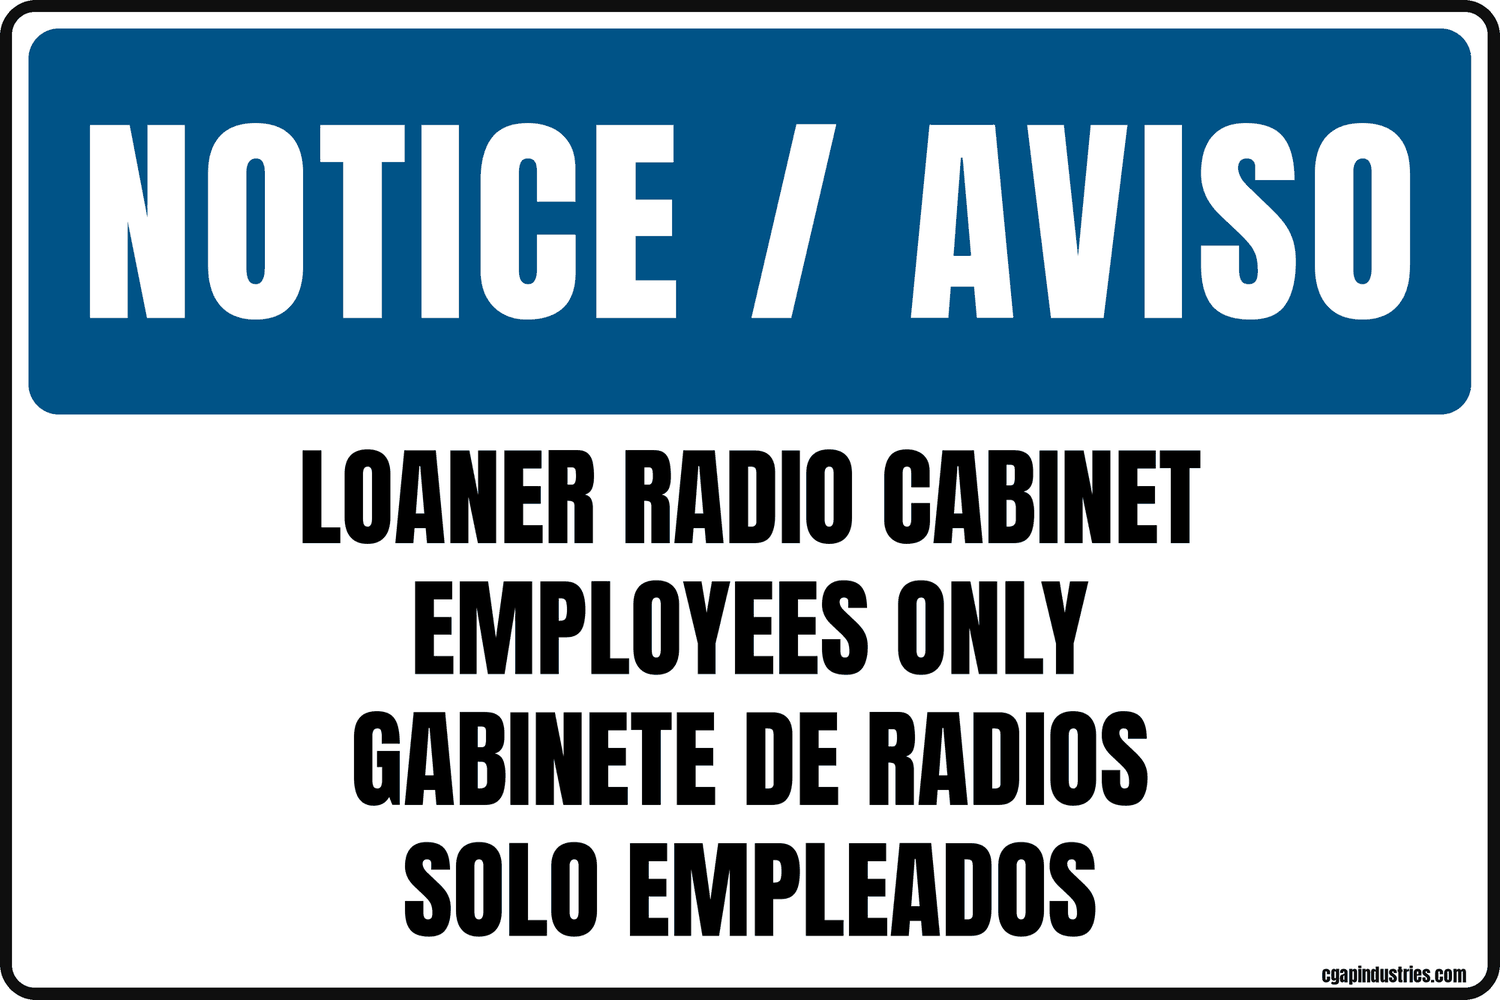 NOTICE / AVISO
LOANER RADIO CABINET
EMPLOYEES ONLY
GABINETE DE RADIOS
SOLO EMPLEADOS
cgapindustries.com